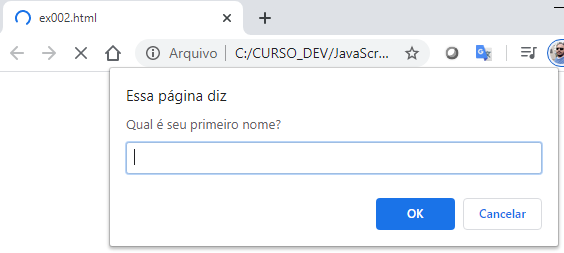 ex002.html
Arquivo C:/CURSO_DEV/JavaScr...
Essa página diz
Qual é seu primeiro nome?
OK Cancelar